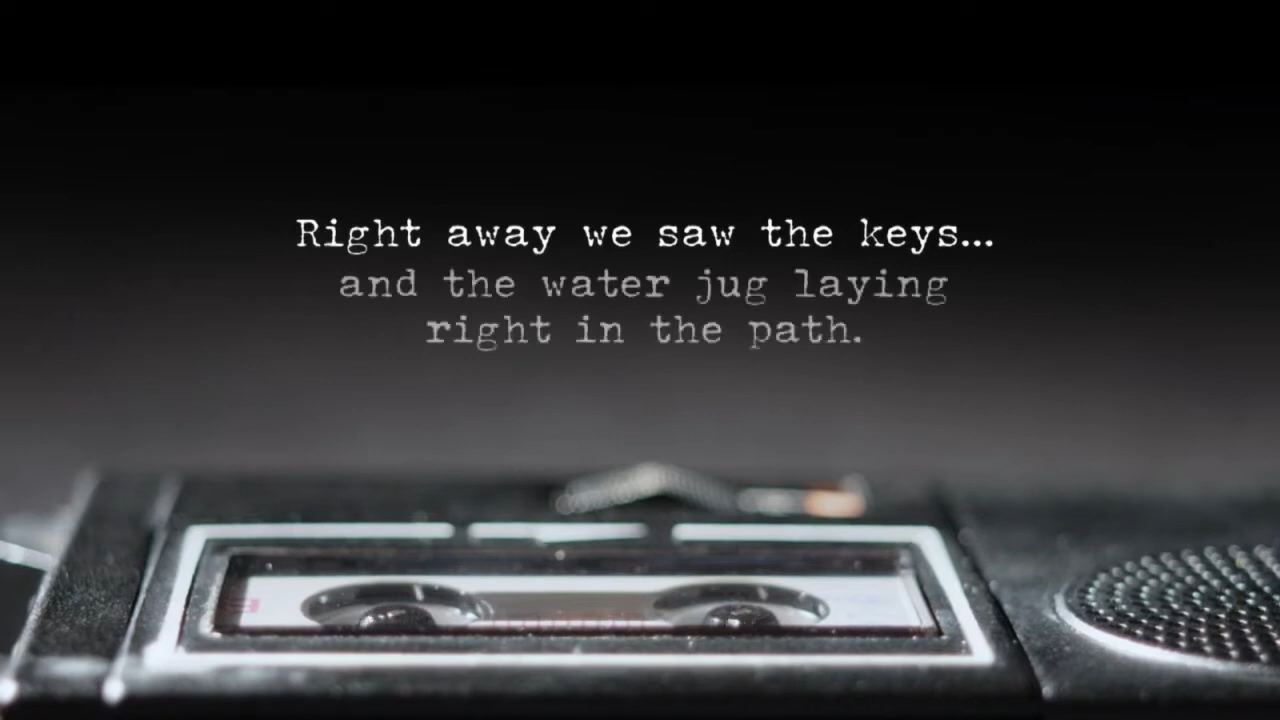 Right away we saw the keys...
and the water jug laying
right in the path.